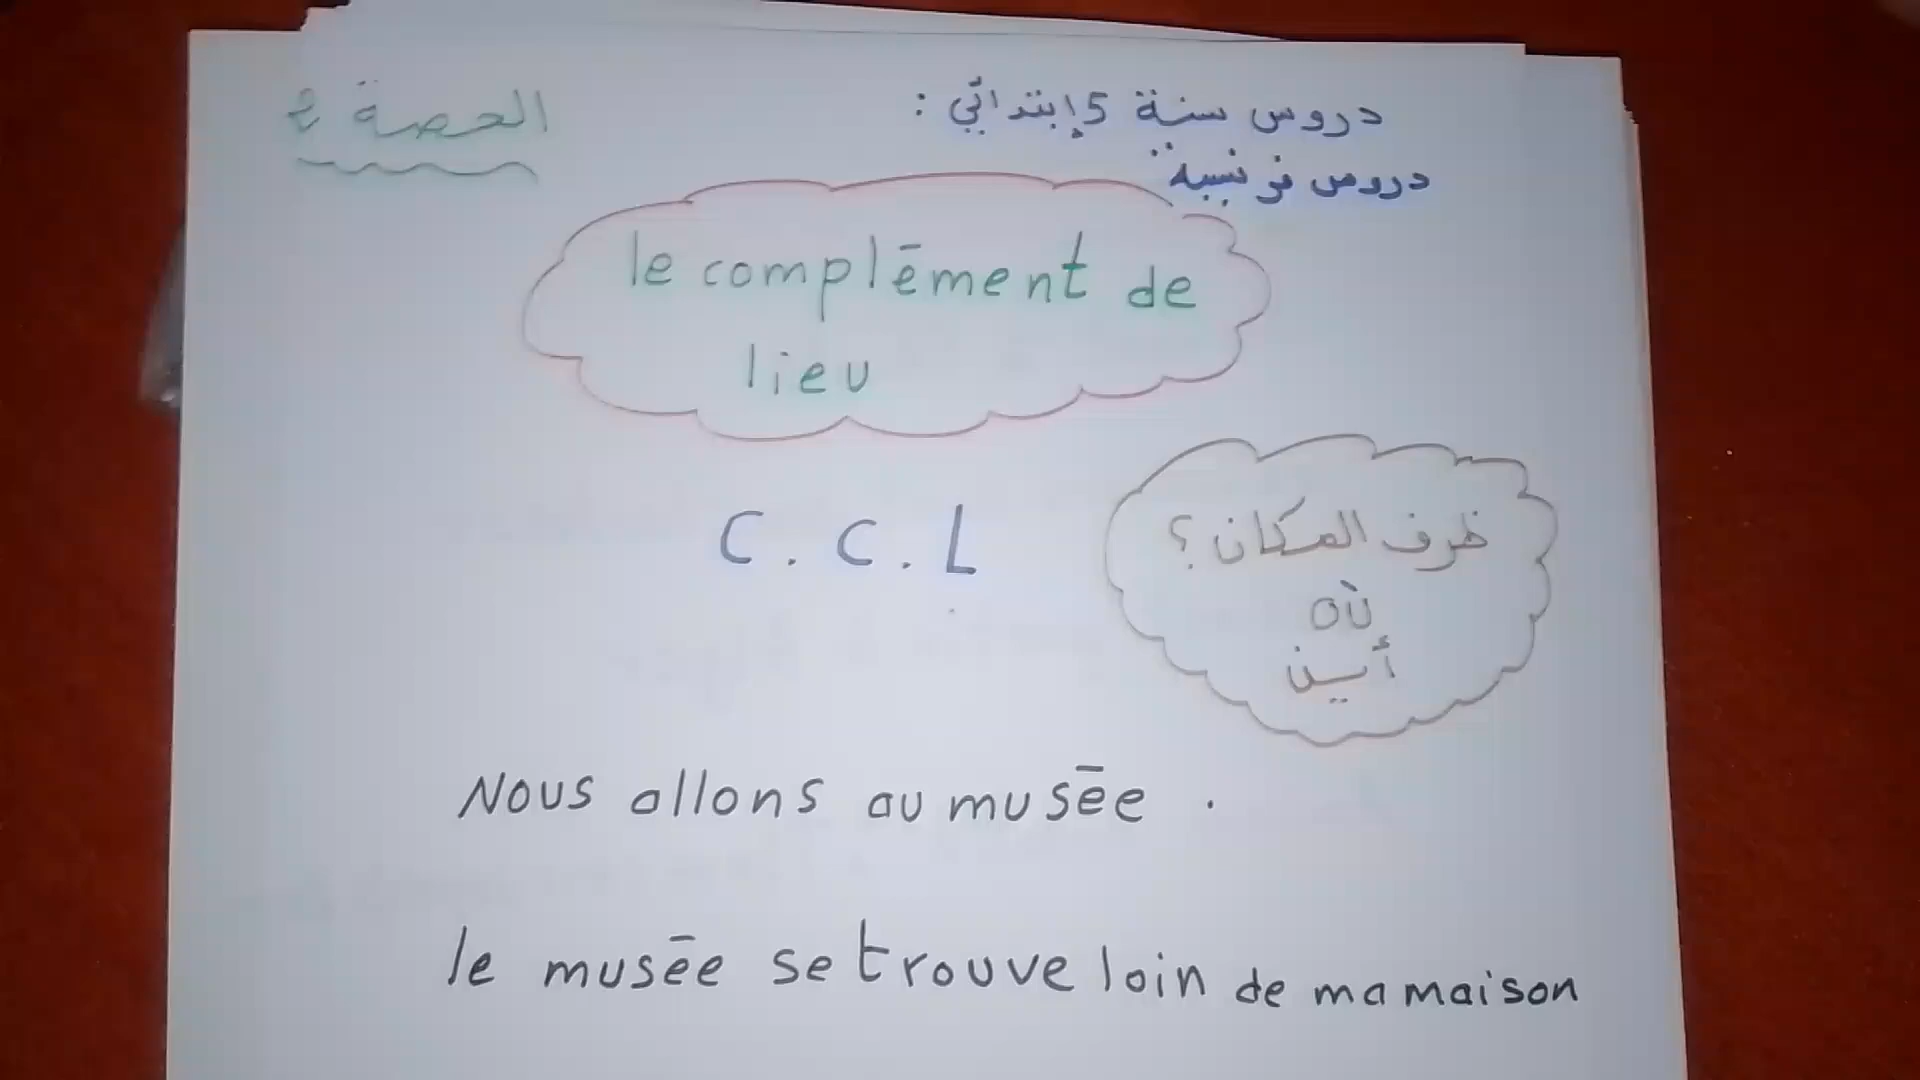 دروس سنة 5 إبتدائي :
الحصة
دروس فرنسية
le complément de
lieu
C.C.L
ظرف المكان؟
où
أين
Nous allons au musée.
le musée se trouve loin de ma maison